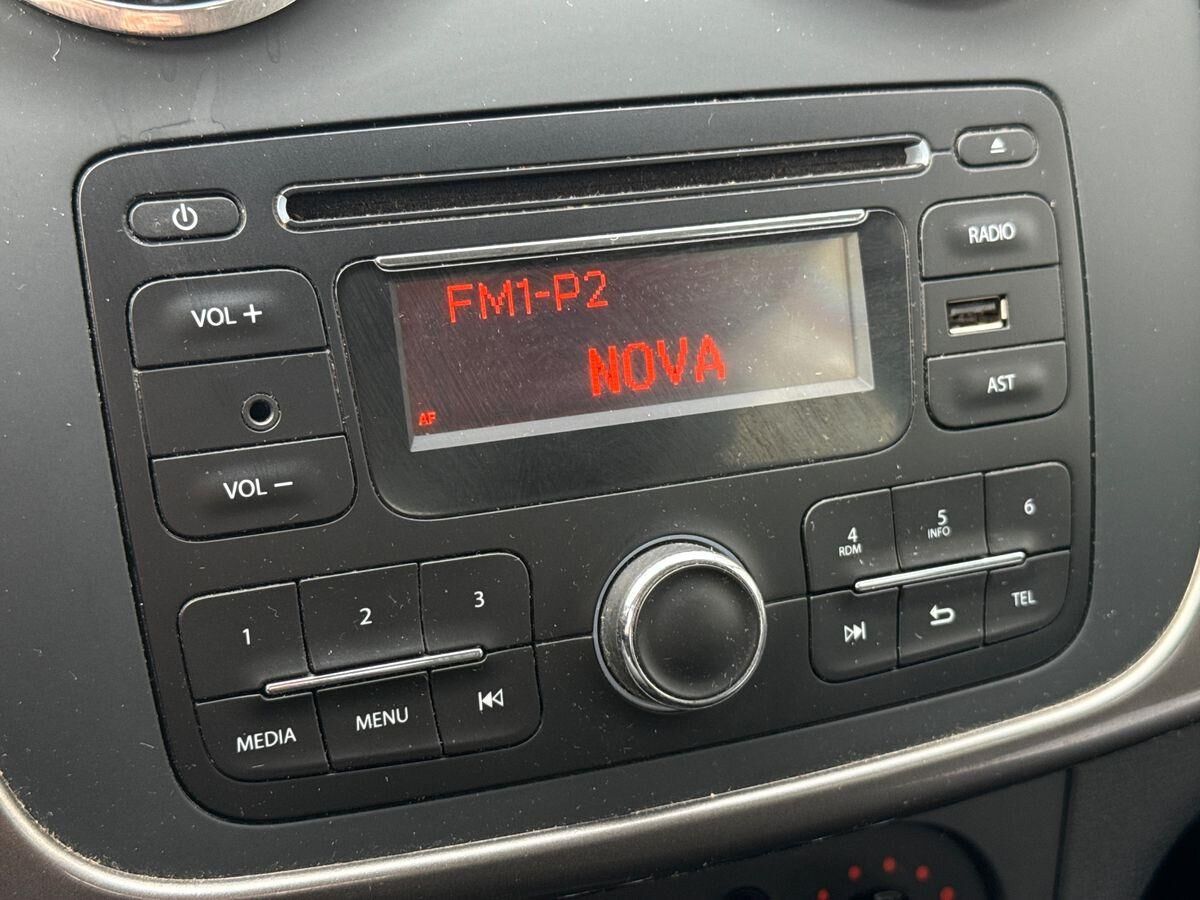 RADIO
VOL +
FM1-P2
NOVA
AF
AST
VOL −
4
RDM
5
INFO
6
1
2
3
TEL
MEDIA
MENU